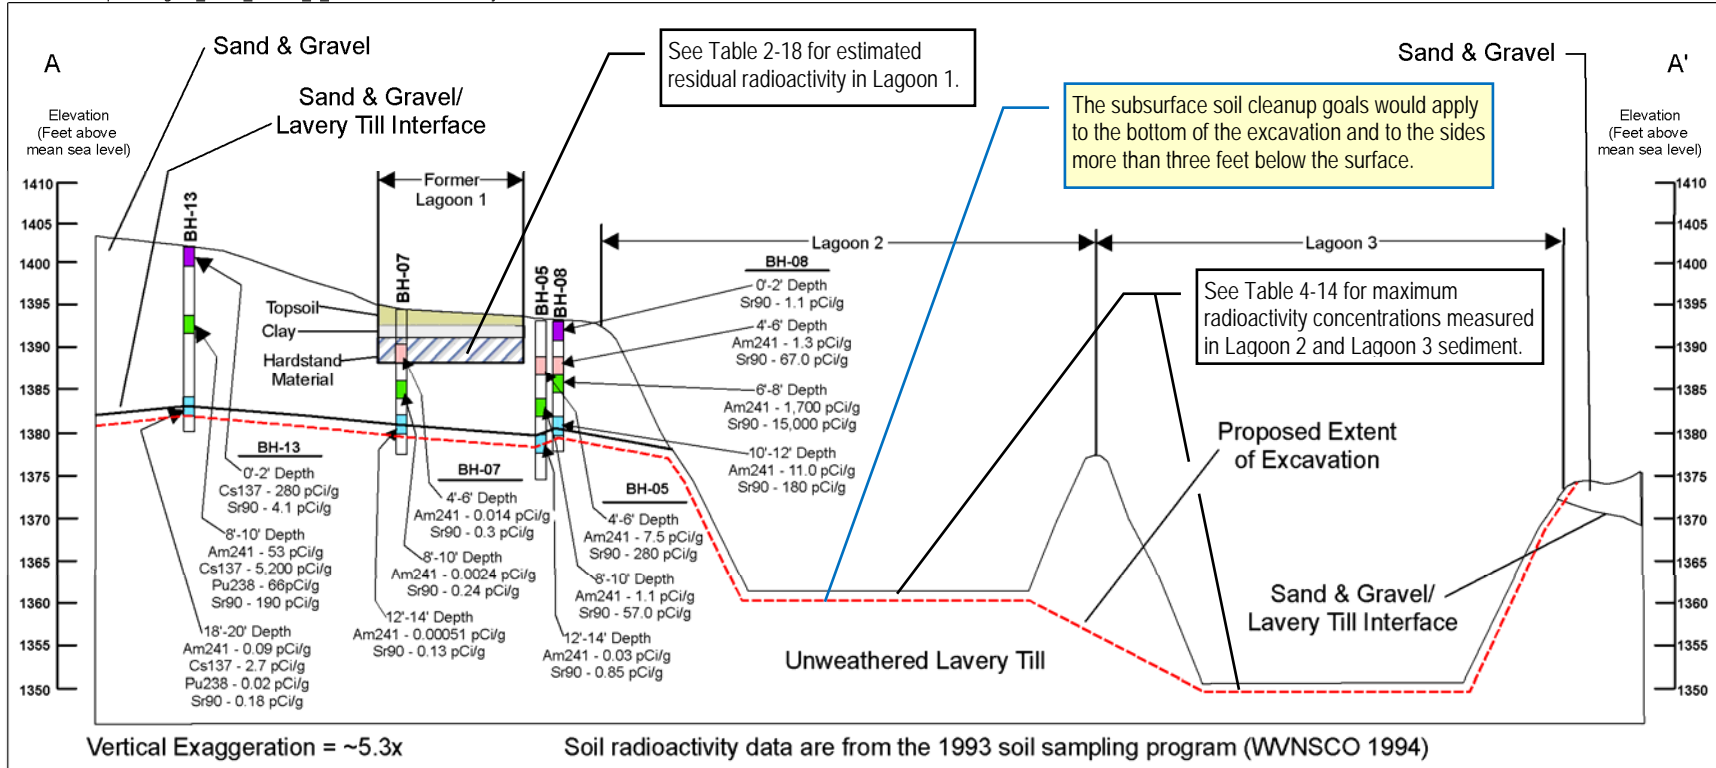 Sand & Gravel
A
Elevation
(Feet above
mean sea level)
Sand & Gravel/
Lavery Till Interface
See Table 2-18 for estimated
residual radioactivity in Lagoon 1.
The subsurface soil cleanup goals would apply
to the bottom of the excavation and to the sides
more than three feet below the surface.
Sand & Gravel
A'
Elevation
(Feet above
mean sea level)
1410
1405
1400
1395
1390
1385
1380
1375
1370
1365
1360
1355
1350
BH-13
Former
Lagoon 1
BH-07
BH-05
BH-08
Topsoil
Clay
Hardstand
Material
Lagoon 2
Lagoon 3
BH-08
0'-2' Depth
Sr90 - 1.1 pCi/g
4'-6' Depth
Am241 - 1.3 pCi/g
Sr90 - 67.0 pCi/g
6'-8' Depth
Am241 - 1,700 pCi/g
Sr90 - 15,000 pCi/g
10'-12' Depth
Am241 - 11.0 pCi/g
Sr90 - 180 pCi/g
See Table 4-14 for maximum
radioactivity concentrations measured
in Lagoon 2 and Lagoon 3 sediment.
BH-13
0'-2' Depth
Cs137 - 280 pCi/g
Sr90 - 4.1 pCi/g
8'-10' Depth
Am241 - 53 pCi/g
Cs137 - 5,200 pCi/g
Pu238 - 66pCi/g
Sr90 - 190 pCi/g
18'-20' Depth
Am241 - 0.09 pCi/g
Cs137 - 2.7 pCi/g
Pu238 - 0.02 pCi/g
Sr90 - 0.18 pCi/g
BH-07
4'-6' Depth
Am241 - 0.014 pCi/g
Sr90 - 0.3 pCi/g
8'-10' Depth
Am241 - 0.0024 pCi/g
Sr90 - 0.24 pCi/g
12'-14' Depth
Am241 - 0.00051 pCi/g
Sr90 - 0.13 pCi/g
BH-05
4'-6' Depth
Am241 - 7.5 pCi/g
Sr90 - 280 pCi/g
8'-10' Depth
Am241 - 1.1 pCi/g
Sr90 - 57.0 pCi/g
12'-14' Depth
Am241 - 0.03 pCi/g
Sr90 - 0.85 pCi/g
Proposed Extent
of Excavation
Sand & Gravel/
Lavery Till Interface
Unweathered Lavery Till
1410
1405
1400
1395
1390
1385
1380
1375
1370
1365
1360
1355
1350
Vertical Exaggeration = ~5.3x
Soil radioactivity data are from the 1993 soil sampling program (WVNSCO 1994)